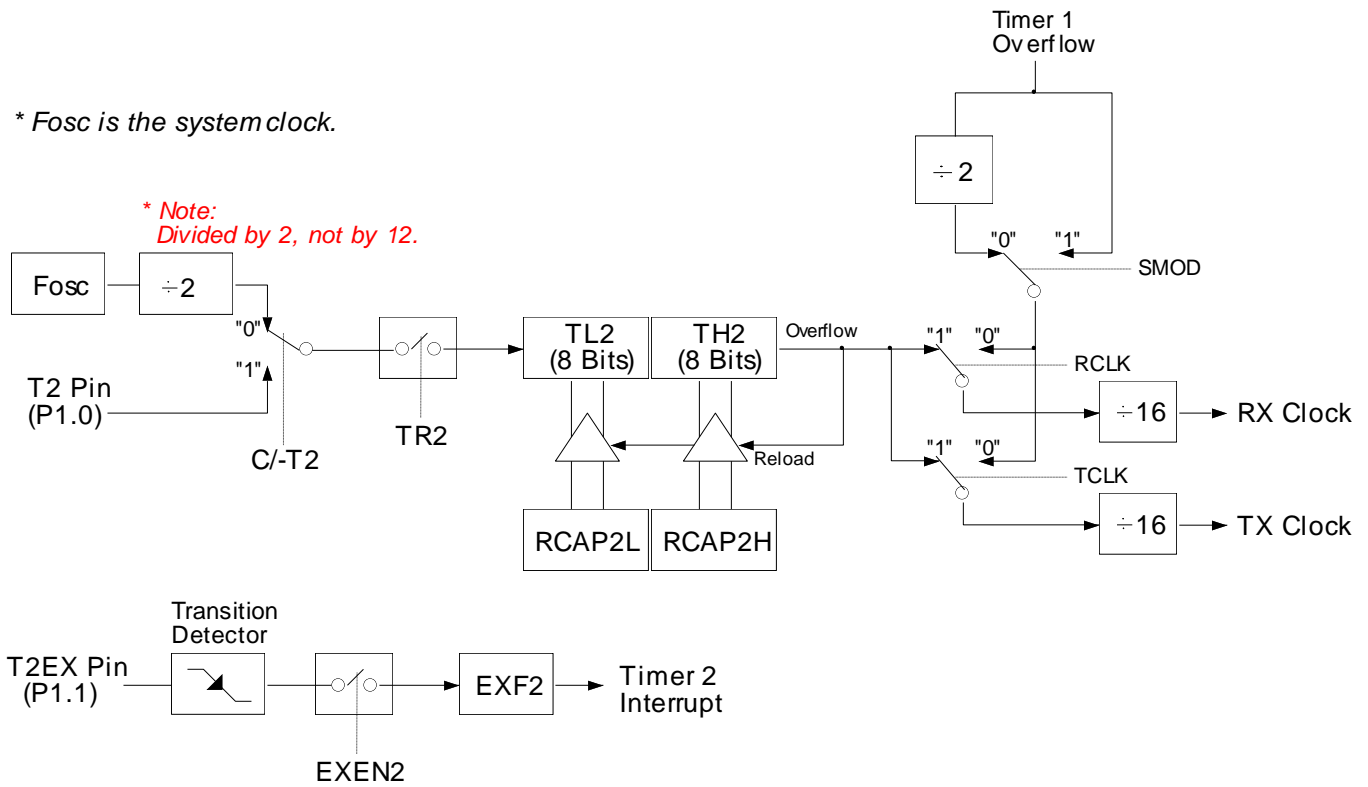 Timer 1
Overflow
* Fosc is the system clock.
÷2
* Note:
Divided by 2, not by 12.
"0"
"1"
SMOD
Fosc
÷2
"0"
"1"
T2 Pin
(P1.0)
C/-T2
TR2
TL2
(8 Bits)
TH2
(8 Bits)
Overflow
Reload
RCAP2L
RCAP2H
"1"
"0"
RCLK
÷16
RX Clock
"1"
"0"
TCLK
÷16
TX Clock
Transition
Detector
T2EX Pin
(P1.1)
EXEN2
EXF2
Timer 2
Interrupt